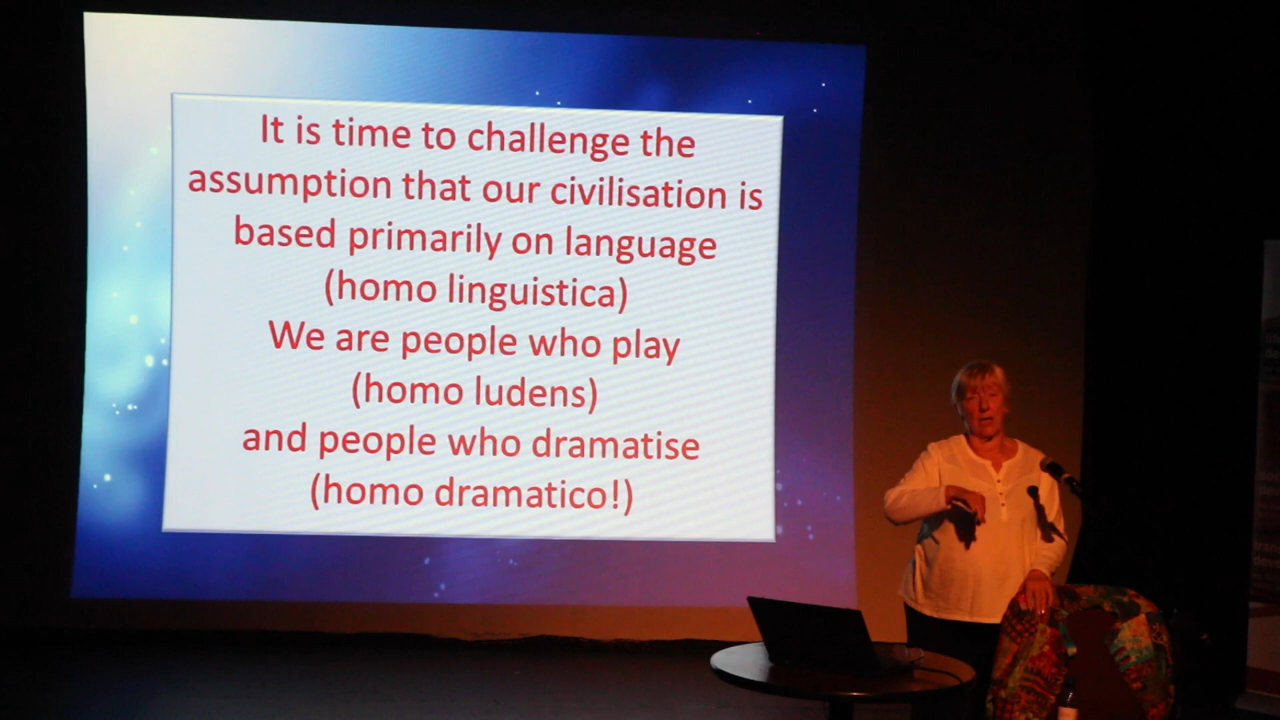 It is time to challenge the
assumption that our civilisation is
based primarily on language
(homo linguistica)
We are people who play
(homo ludens)
and people who dramatise
(homo dramatico!)